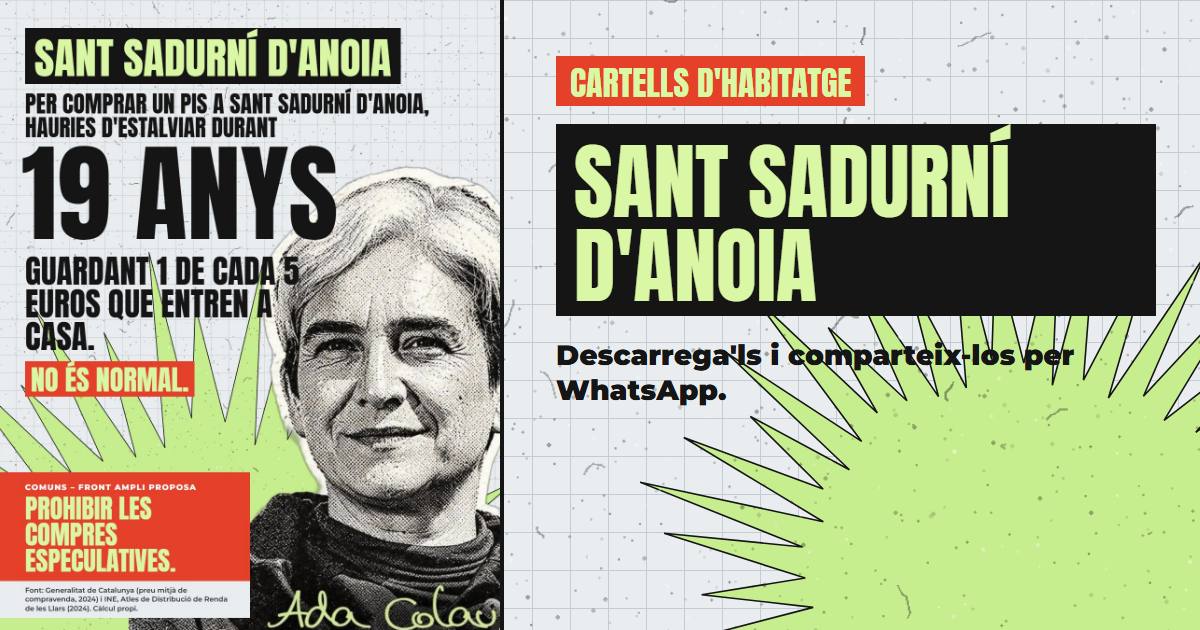 SANT SADURNÍ D'ANOIA
PER COMPRAR UN PIS A SANT SADURNÍ D'ANOIA,
HAURIES D'ESTALVIAR DURANT
19 ANYS
GUARDANT 1 DE CADA 5
EUROS QUE ENTREN A
CASA.
NO ÉS NORMAL.
COMUNS – FRONT AMPLI PROPOSA
PROHIBIR LES
COMPRES
ESPECULATIVES.
Font: Generalitat de Catalunya (preu mitjà de
compravenda, 2024) i INE, Atles de Distribució de Renda
de les Llars (2024). Càlcul propi.
Ada Colau
CARTELLS D'HABITATGE
SANT SADURNÍ
D'ANOIA
Descarrega'ls i comparteix-los per
WhatsApp.